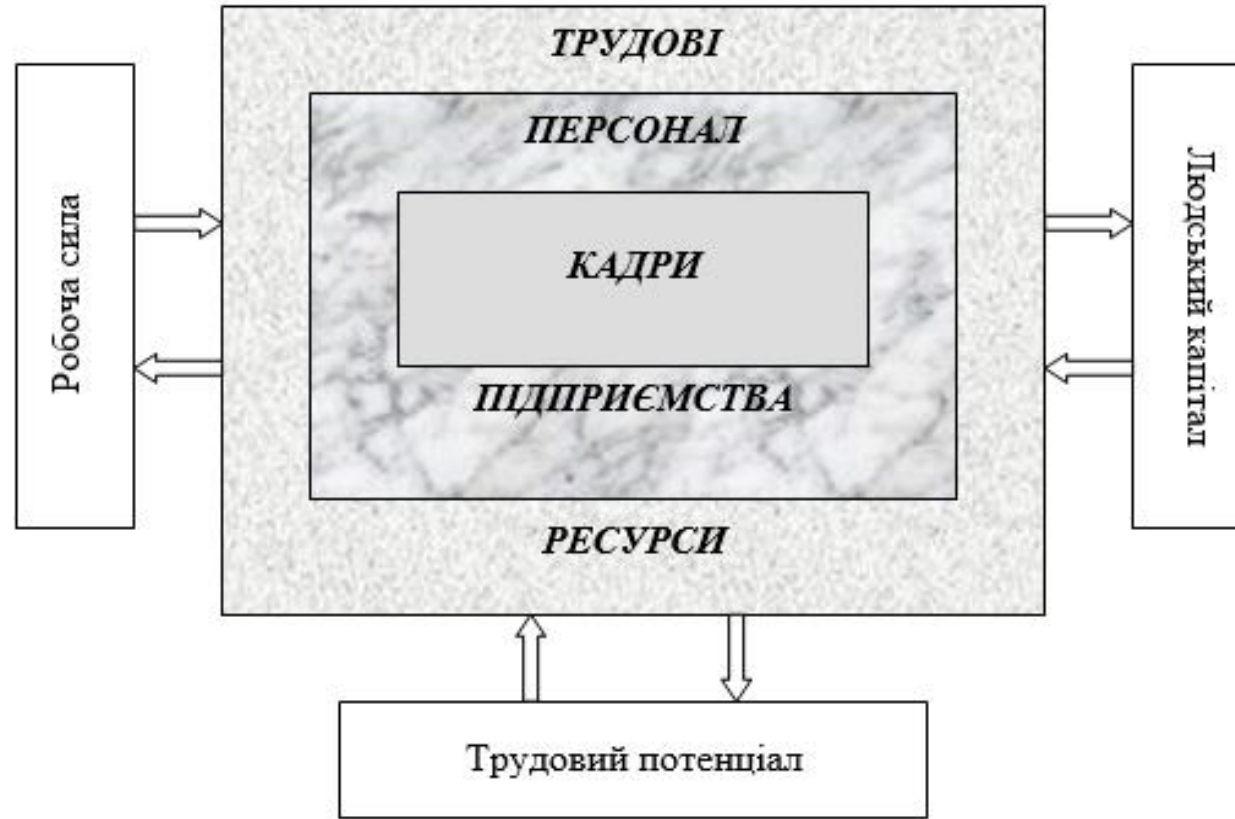 ТРУДОВІ
ПЕРСОНАЛ
КАДРИ
ПІДПРИЄМСТВА
РЕСУРСИ
Робоча сила
Людський капітал
Трудовий потенціал